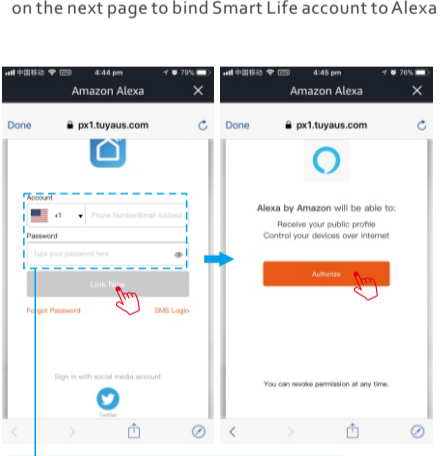 on the next page to bind Smart Life account to Alexa
中国移动 4:44 pm 79%
Amazon Alexa
Done px1.tuyaus.com
Account
+1 Phone Number/Email Address
Password
Type your password here
Link Now
Forgot Password SMS Login
Sign in with social media account
Twitter
中国移动 4:45 pm 76%
Amazon Alexa
Done px1.tuyaus.com
Alexa by Amazon will be able to:
Receive your public profile
Control your devices over internet
Authorize
You can revoke permission at any time.